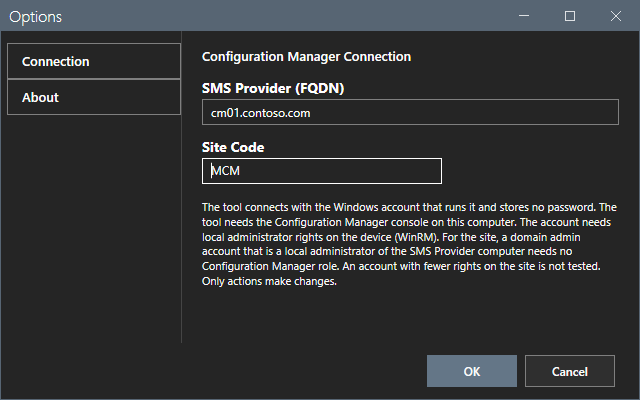 Options
Connection
About
Configuration Manager Connection
SMS Provider (FQDN)
cm01.contoso.com
Site Code
MCM
The tool connects with the Windows account that runs it and stores no password. The
tool needs the Configuration Manager console on this computer. The account needs
local administrator rights on the device (WinRM). For the site, a domain admin
account that is a local administrator of the SMS Provider computer needs no
Configuration Manager role. An account with fewer rights on the site is not tested.
Only actions make changes.
OK
Cancel